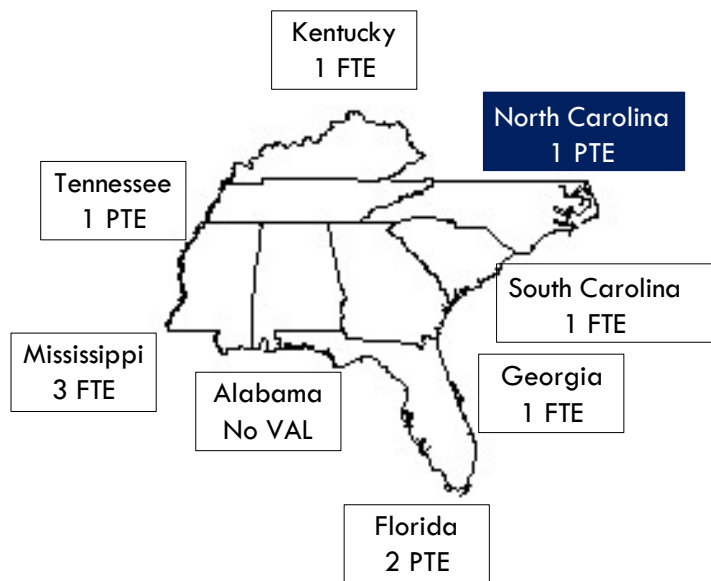 Kentucky
1 FTE
North Carolina
1 PTE
Tennessee
1 PTE
South Carolina
1 FTE
Mississippi
3 FTE
Georgia
1 FTE
Alabama
No VAL
Florida
2 PTE